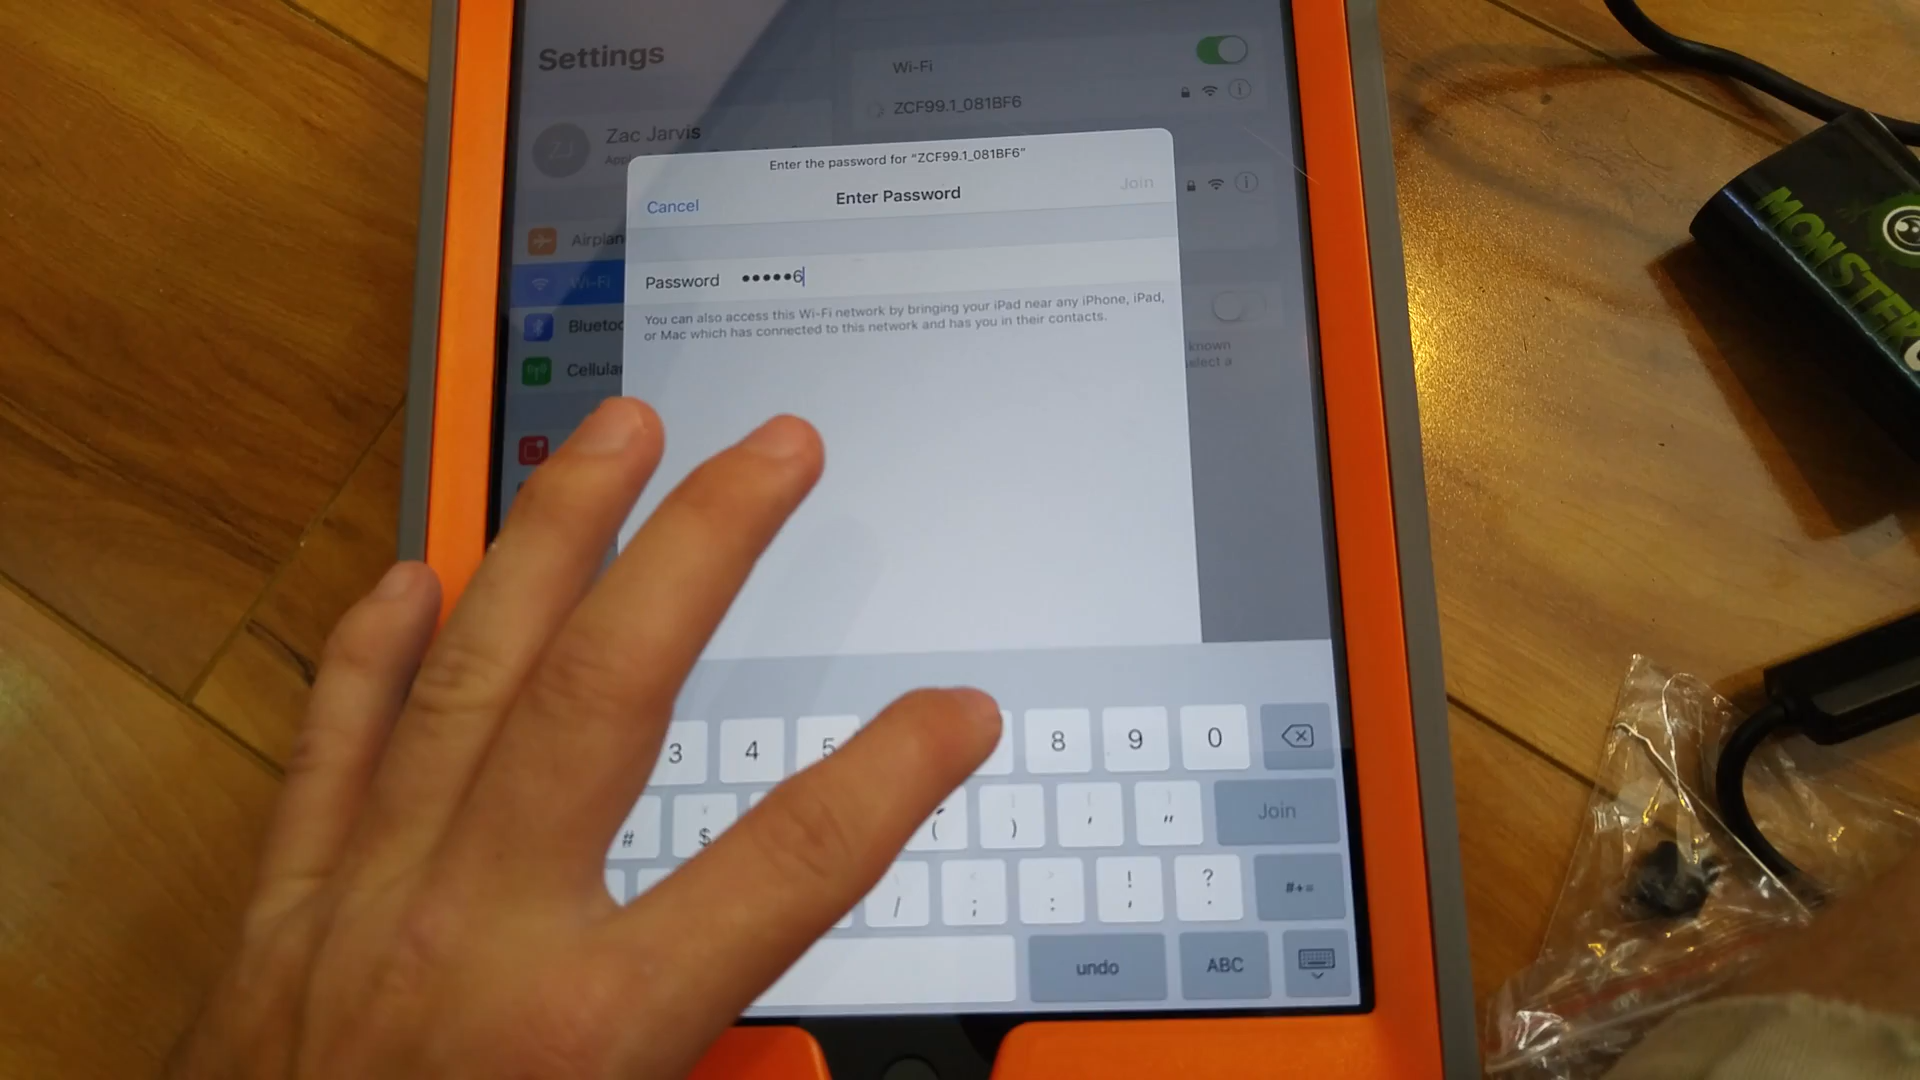 Settings
Wi-Fi
ZCF99.1_081BF6
ZJ
Zac Jarvis
Enter the password for "ZCF99.1_081BF6"
Cancel
Enter Password
Join
Airplan
Wi-Fi
Password
•••••6
Bluetoo
You can also access this Wi-Fi network by bringing your iPad near any iPhone, iPad,
or Mac which has connected to this network and has you in their contacts.
known
elect a
Cellular
3 4 5 8 9 0
# $ ( ) ' " Join
/ ; : ! , ? . #+=
undo ABC
MONSTER